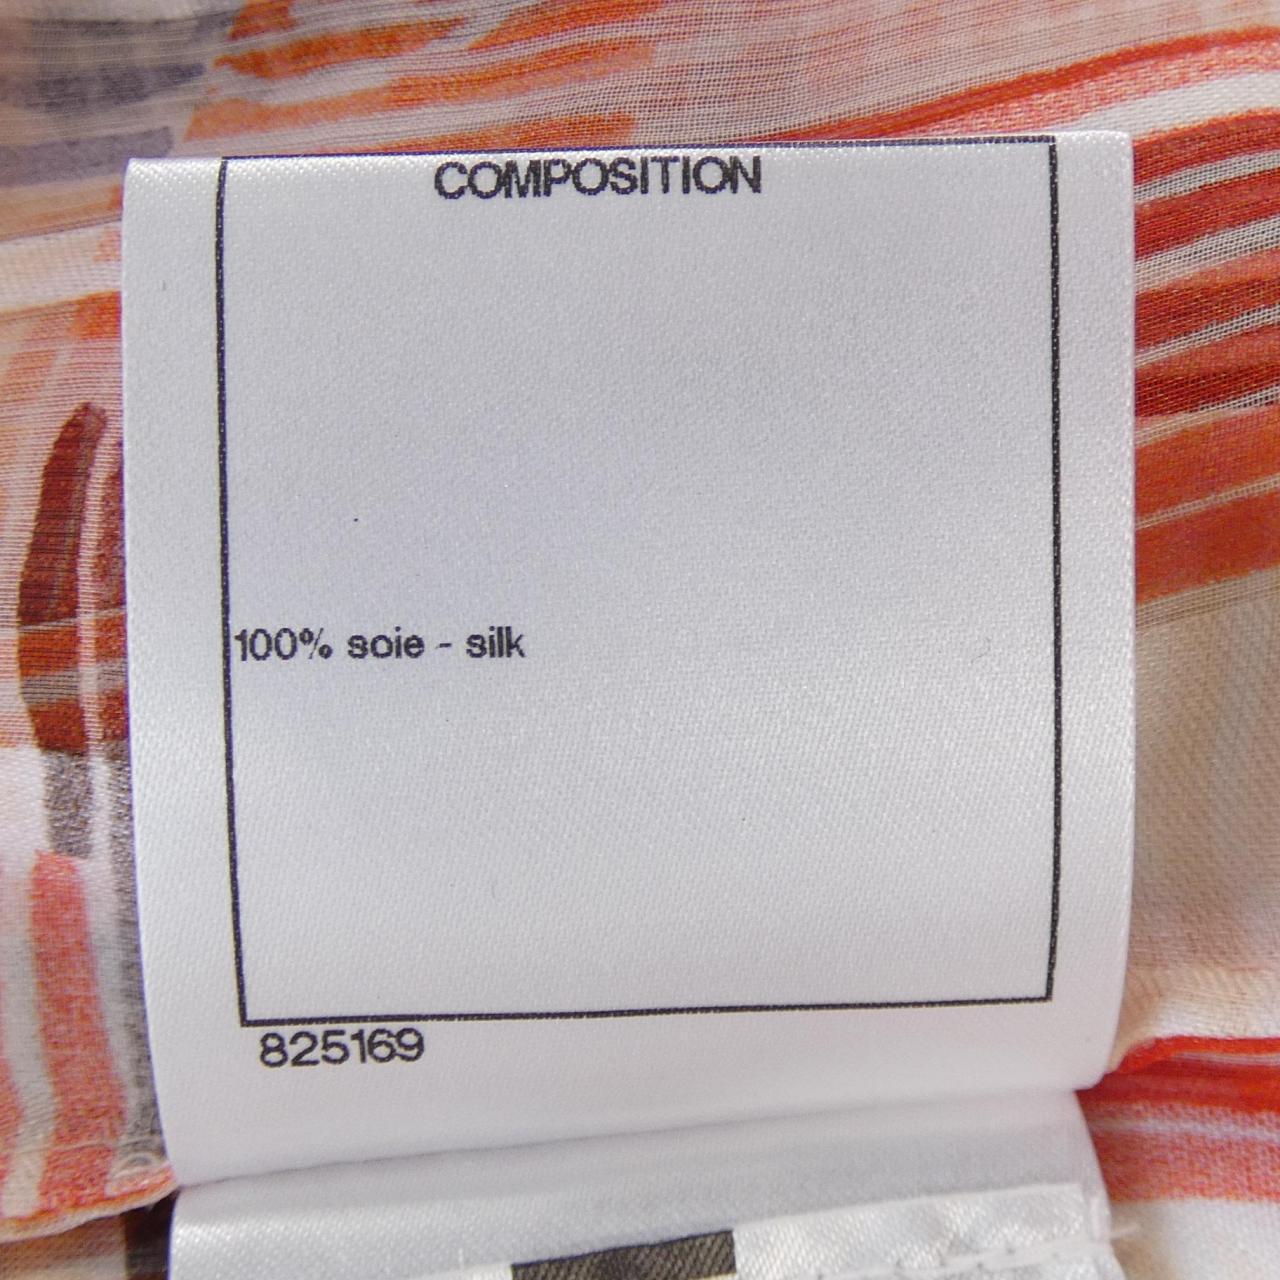 COMPOSITION
100% soie - silk
825169